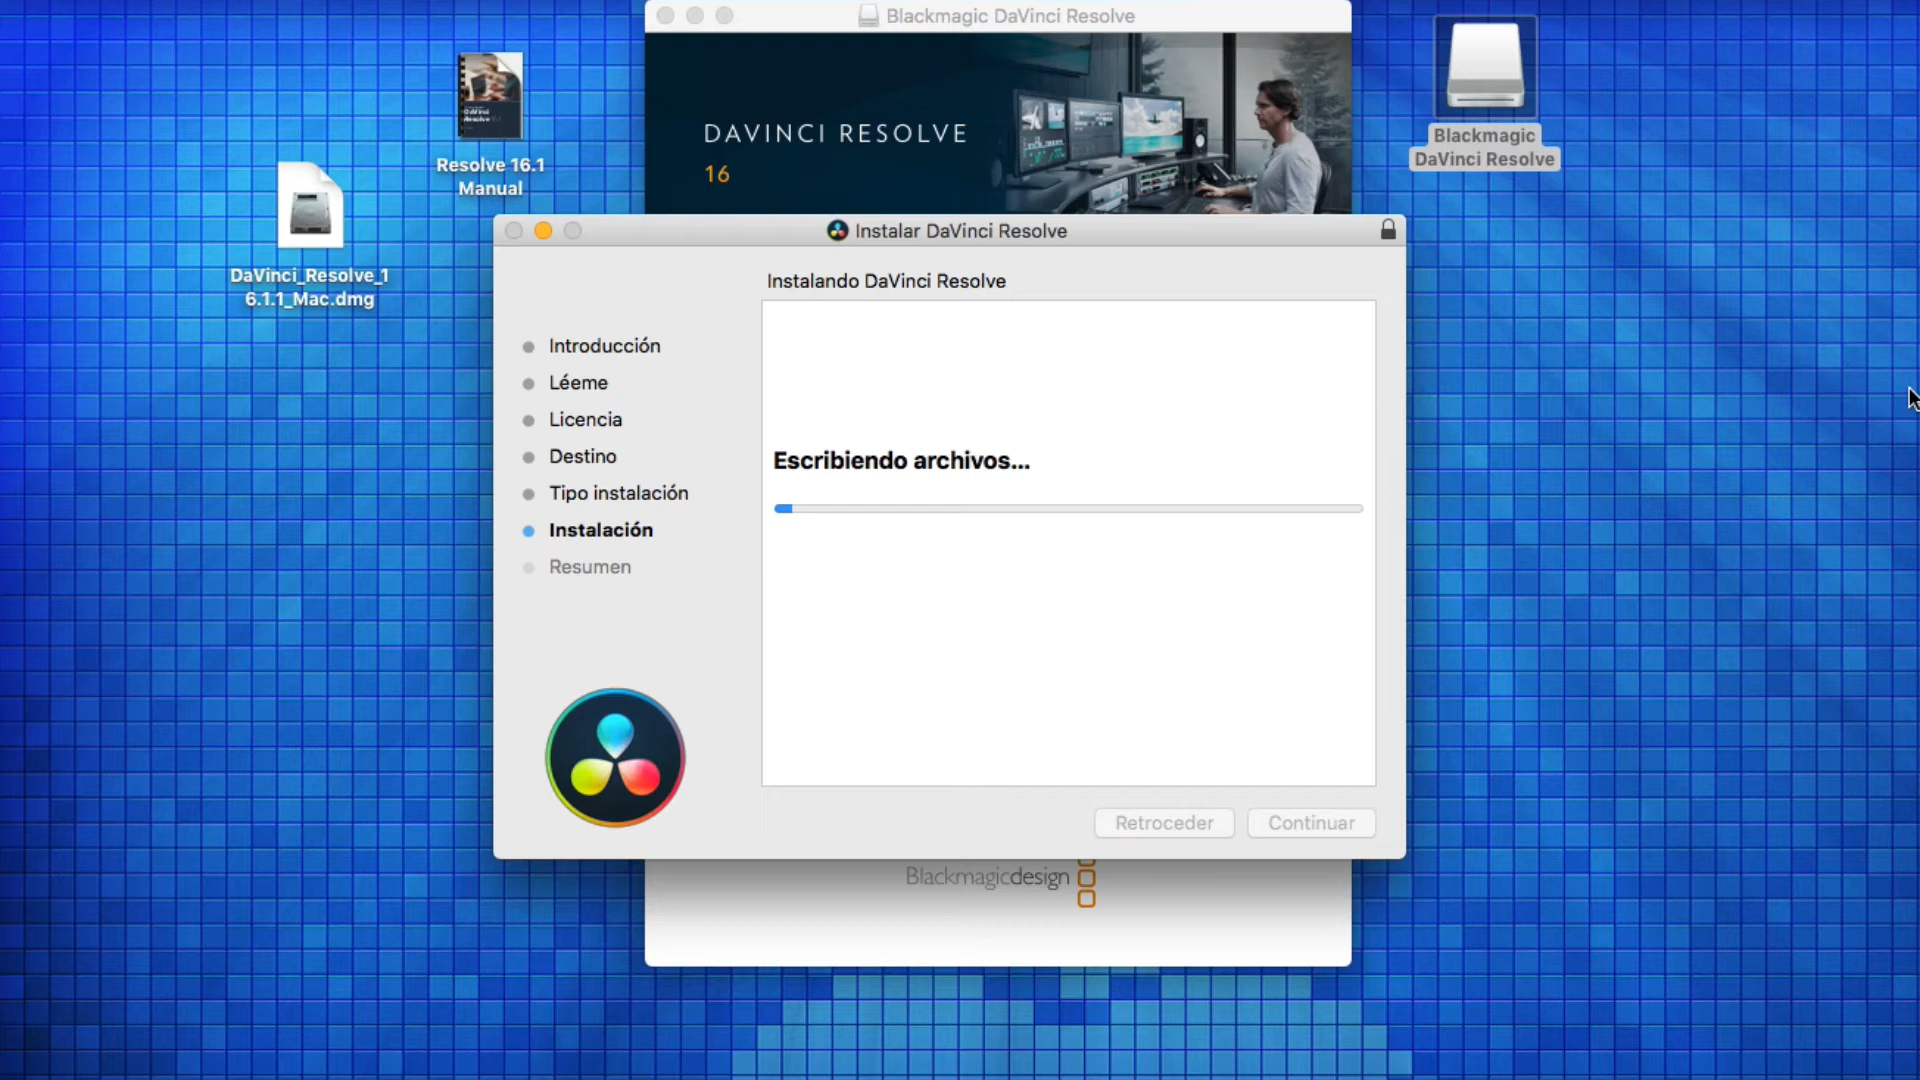 Blackmagic DaVinci Resolve
DAVINCI RESOLVE
16
Resolve 16.1
Manual
DaVinci_Resolve_1
6.1.1_Mac.dmg
Blackmagic
DaVinci Resolve
Instalar DaVinci Resolve
Instalando DaVinci Resolve
Introducción
Léeme
Licencia
Destino
Tipo instalación
Instalación
Resumen
Escribiendo archivos...
Retroceder
Continuar
Blackmagicdesign